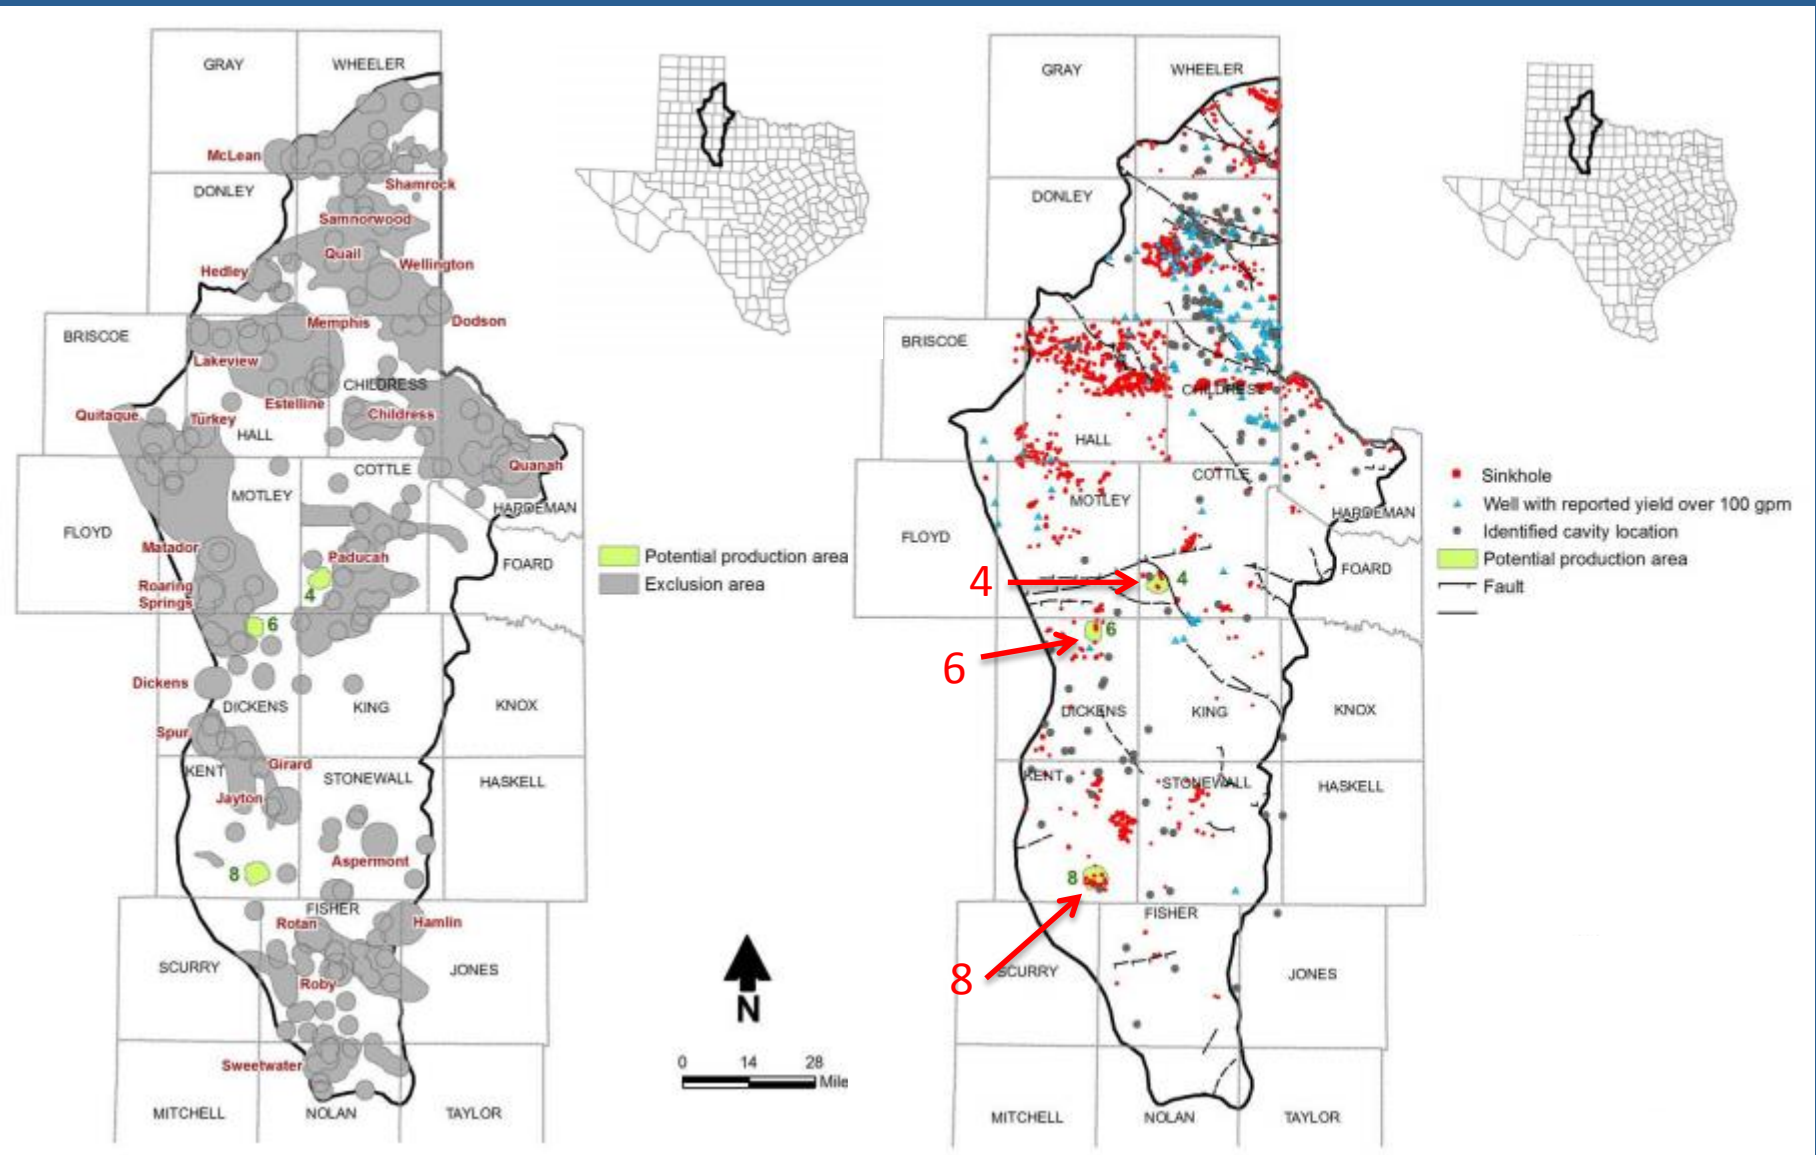 GRAY
WHEELER
McLean
Shamrock
DONLEY
Samnorwood
Quail
Wellington
Hedley
Memphis
Dodson
BRISCOE
Lakeview
CHILDRESS
Estelline
Childress
Quitaque
Turkey
HALL
Quanah
COTTLE
MOTLEY
HARDEMAN
FLOYD
Matador
Paducah
FOARD
Roaring
Springs
4
6
Dickens
DICKENS
KING
KNOX
Spur
Girard
KENT
STONEWALL
HASKELL
Jayton
Aspermont
8
FISHER
Rotan
Hamlin
SCURRY
JONES
Roby
Sweetwater
MITCHELL
NOLAN
TAYLOR
Potential production area
Exclusion area
N
0 14 28
Mile
GRAY
WHEELER
DONLEY
BRISCOE
CHILDRESS
HALL
COTTLE
MOTLEY
HARDEMAN
FLOYD
FOARD
4
4
6
6
DICKENS
KING
KNOX
KENT
STONEWALL
HASKELL
8
8
FISHER
SCURRY
JONES
MITCHELL
NOLAN
TAYLOR
Sinkhole
Well with reported yield over 100 gpm
Identified cavity location
Potential production area
Fault